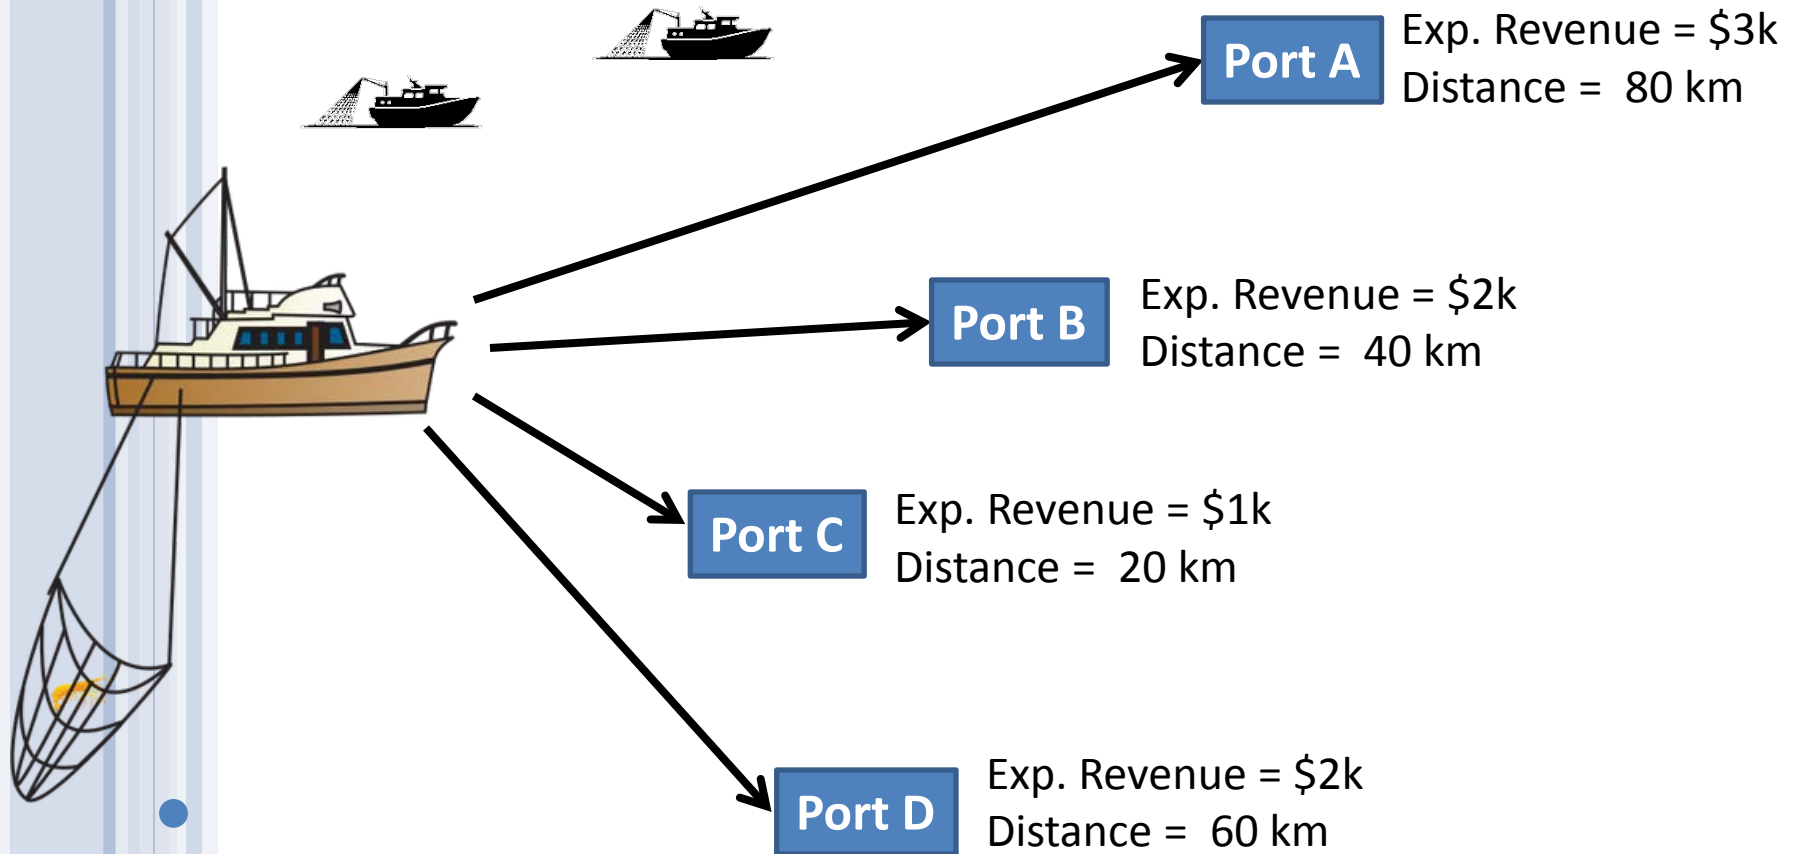 Port A
Exp. Revenue = $3k
Distance =  80 km
Port B
Exp. Revenue = $2k
Distance =  40 km
Port C
Exp. Revenue = $1k
Distance =  20 km
Port D
Exp. Revenue = $2k
Distance =  60 km